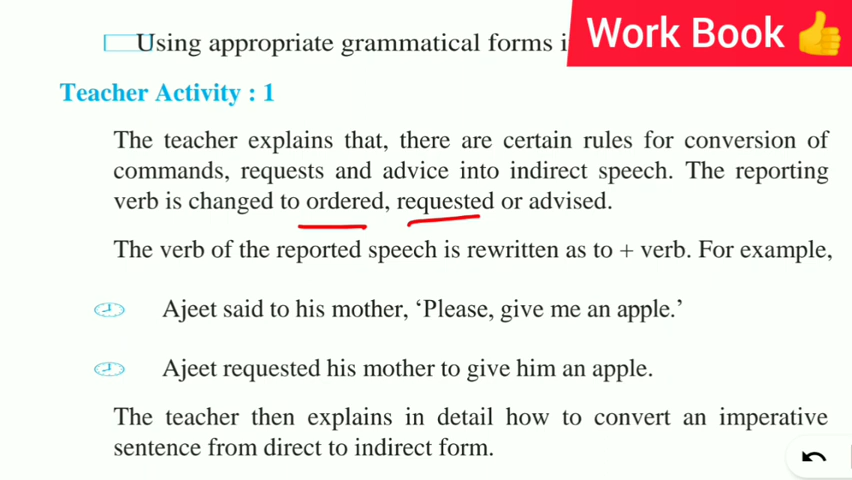 Using appropriate grammatical forms i
Work Book 👍
Teacher Activity : 1
The teacher explains that, there are certain rules for conversion of
commands, requests and advice into indirect speech. The reporting
verb is changed to ordered, requested or advised.
The verb of the reported speech is rewritten as to + verb. For example,
Ajeet said to his mother, ‘Please, give me an apple.’
Ajeet requested his mother to give him an apple.
The teacher then explains in detail how to convert an imperative
sentence from direct to indirect form.